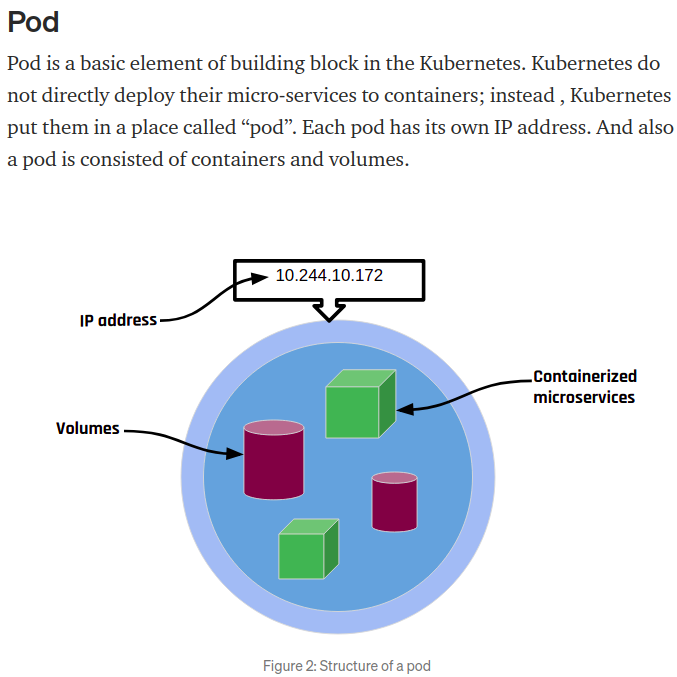 Pod
Pod is a basic element of building block in the Kubernetes. Kubernetes do
not directly deploy their micro-services to containers; instead , Kubernetes
put them in a place called “pod”. Each pod has its own IP address. And also
a pod is consisted of containers and volumes.
10.244.10.172
IP address
Containerized
microservices
Volumes
Figure 2: Structure of a pod